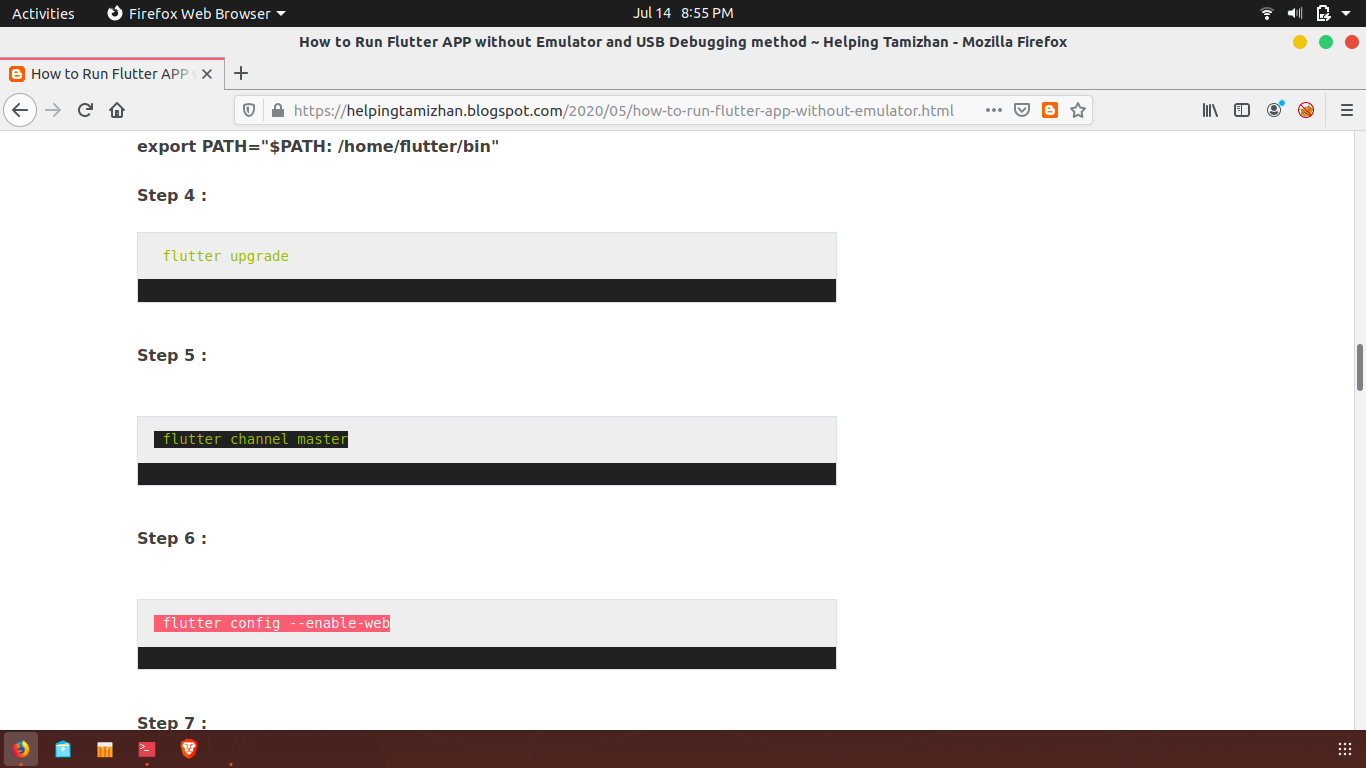 Activities Firefox Web Browser Jul 14 8:55 PM
How to Run Flutter APP without Emulator and USB Debugging method ~ Helping Tamizhan - Mozilla Firefox
How to Run Flutter APP
https://helpingtamizhan.blogspot.com/2020/05/how-to-run-flutter-app-without-emulator.html
export PATH="$PATH: /home/flutter/bin"
Step 4 :
flutter upgrade
Step 5 :
flutter channel master
Step 6 :
flutter config --enable-web
Step 7 :